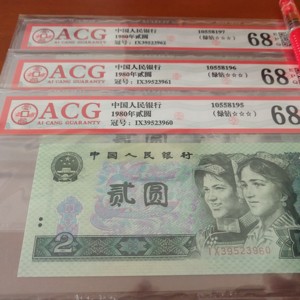 ACG
AI CANG GUARANTY
中国人民银行
1980年贰圆
冠号: IX39523962
10558197
(绿钻☆☆☆)
68
ACG
AI CANG GUARANTY
中国人民银行
1980年贰圆
冠号: IX39523961
10558196
(绿钻☆☆☆)
68
ACG
AI CANG GUARANTY
中国人民银行
1980年贰圆
冠号: IX39523960
10558195
(绿钻☆☆☆)
68
中国人民银行
贰圆
2
IX39523960